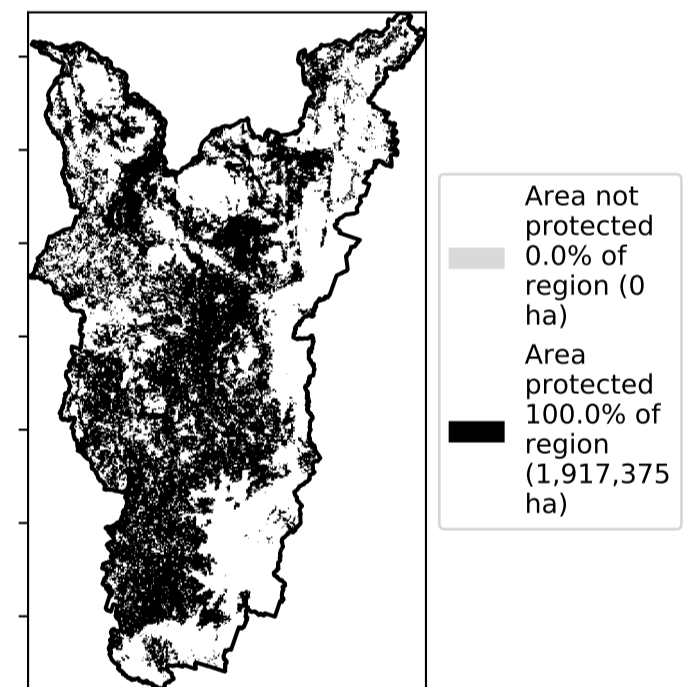 Area not
protected
0.0% of
region (0
ha)
Area
protected
100.0% of
region
(1,917,375
ha)